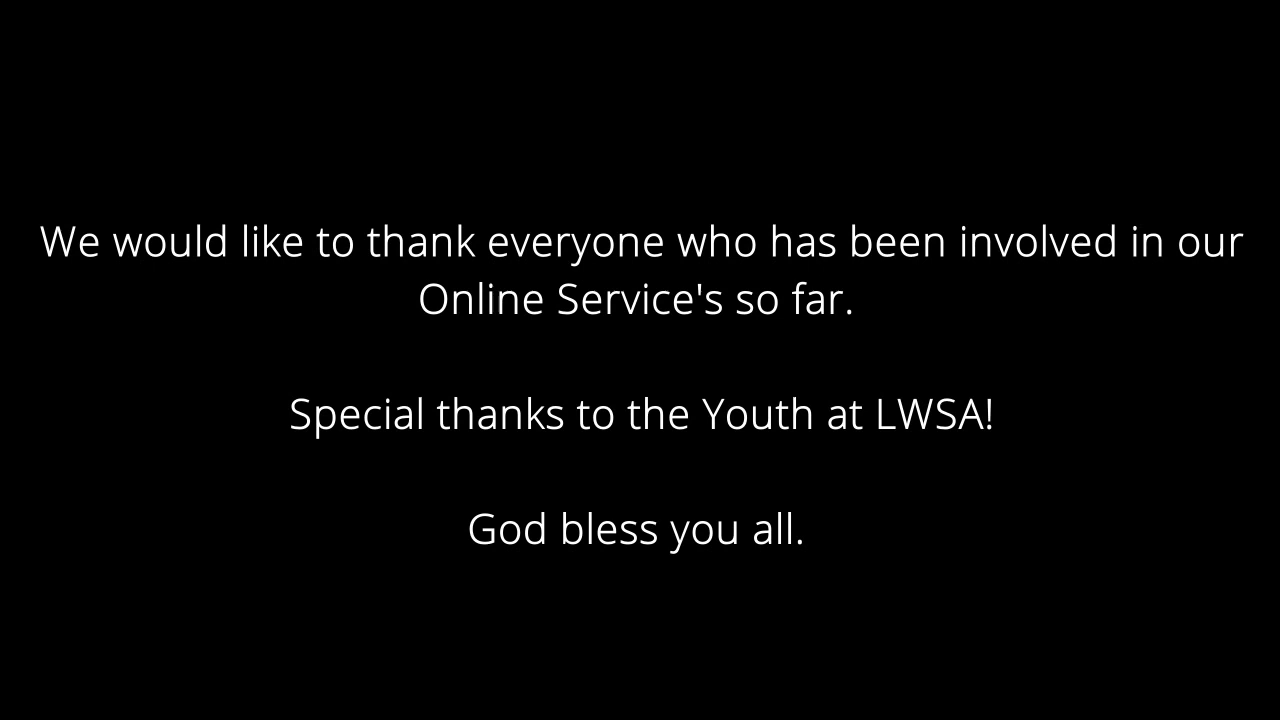 We would like to thank everyone who has been involved in our
Online Service's so far.
Special thanks to the Youth at LWSA!
God bless you all.